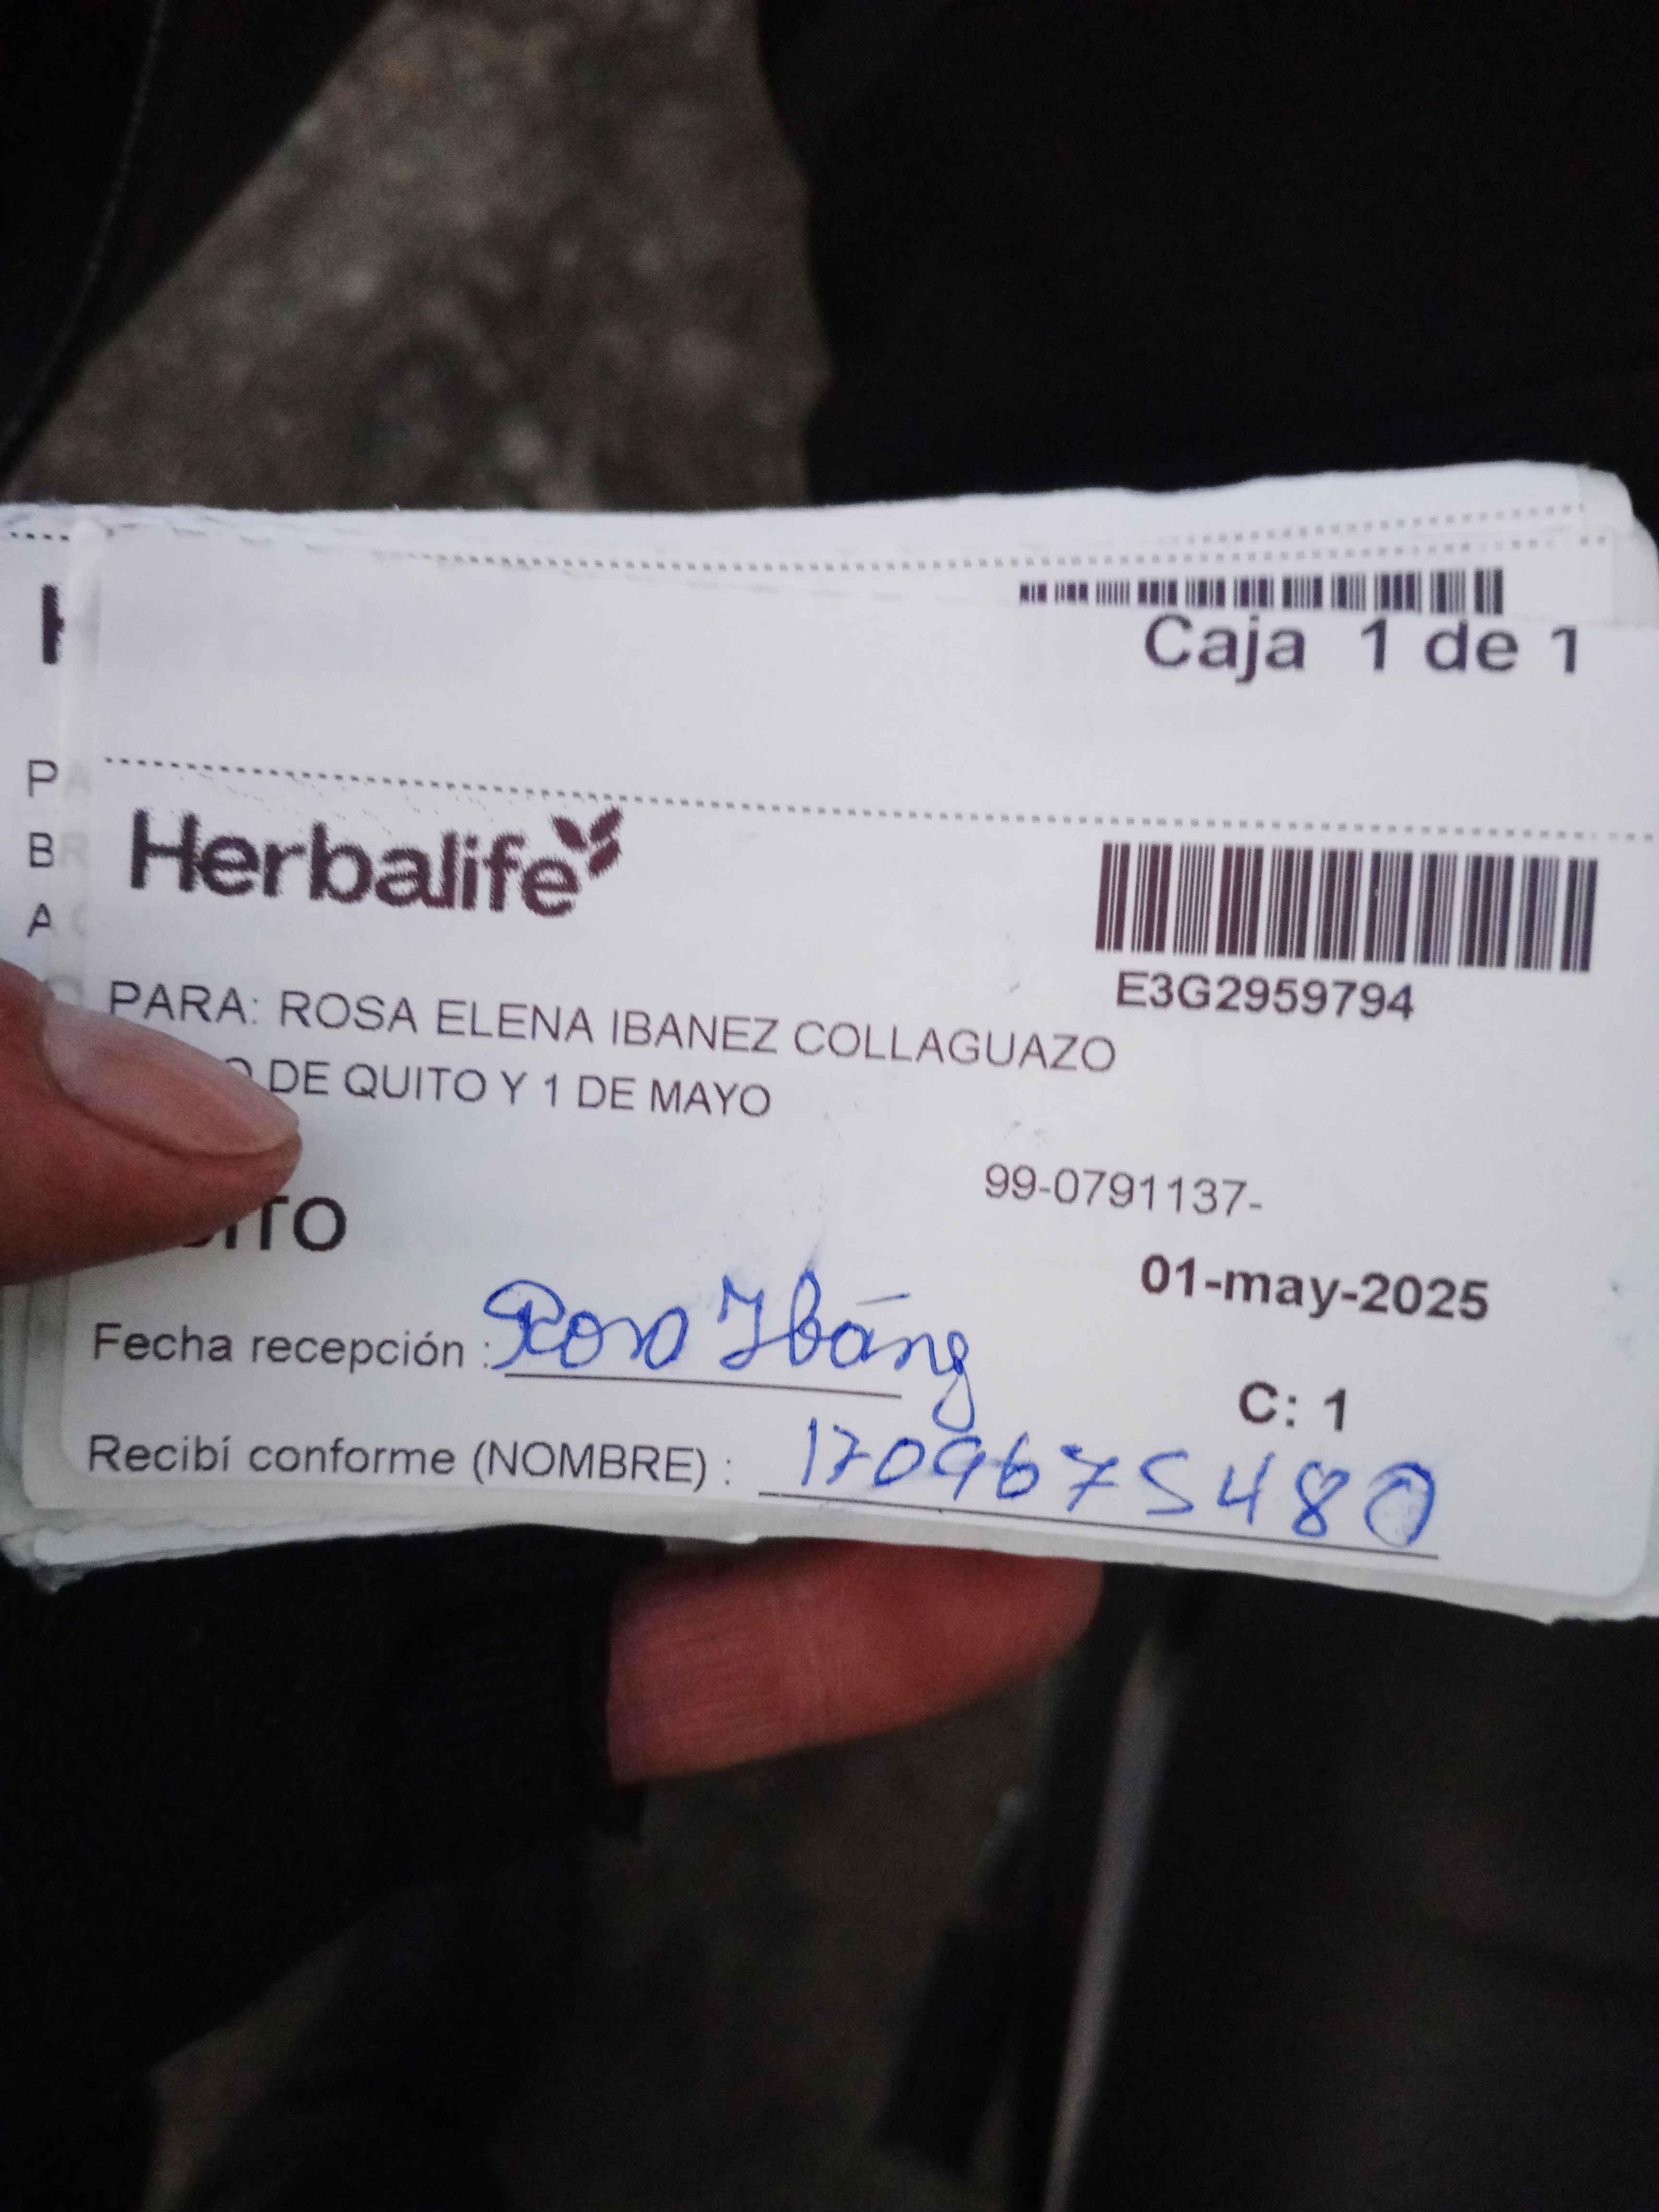 Caja 1 de 1
Herbalife
E3G2959794
PARA: ROSA ELENA IBANEZ COLLAGUAZO
DE QUITO Y 1 DE MAYO
99-0791137-
01-may-2025
Fecha recepción : Rosa Ibáñez
C: 1
Recibí conforme (NOMBRE) : 1709675480